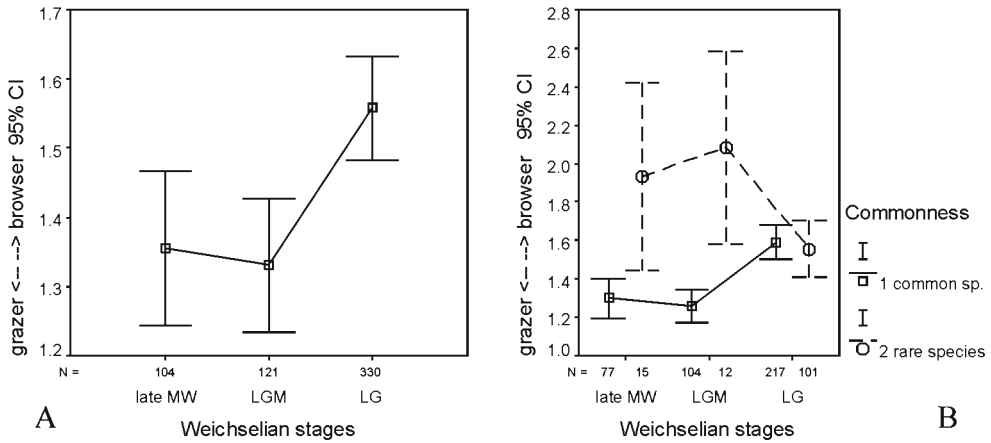 1.7
1.6
1.5
1.4
1.3
1.2
grazer <-- --> browser 95% CI
N = 104 121 330
late MW LGM LG
Weichselian stages
A
2.8
2.6
2.4
2.2
2.0
1.8
1.6
1.4
1.2
1.0
grazer <-- --> browser 95% CI
N = 77 15 104 12 217 101
late MW LGM LG
Weichselian stages
B
Commonness
1 common sp.
2 rare species